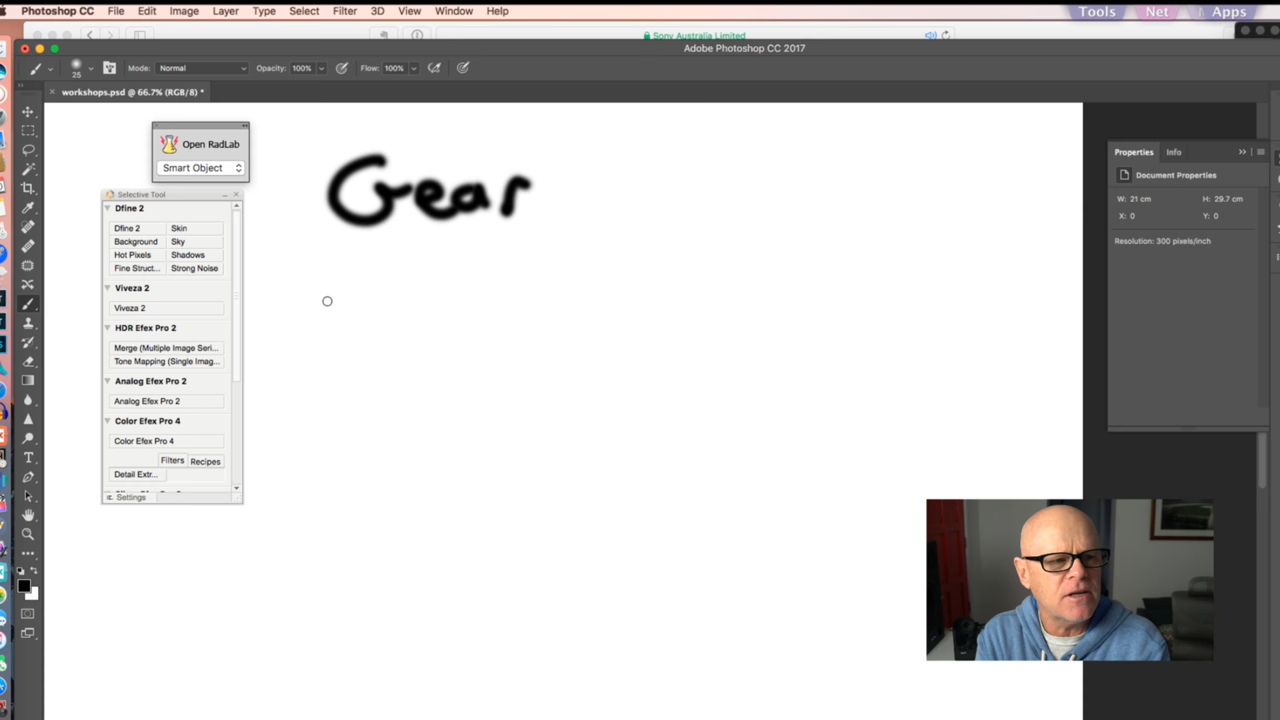 Photoshop CC File Edit Image Layer Type Select Filter 3D View Window Help Tools Net Apps
Sony Australia Limited
Adobe Photoshop CC 2017
25 Mode: Normal Opacity: 100% Flow: 100%
workshops.psd @ 66.7% (RGB/8) *
Open RadLab
Smart Object
Gear
Selective Tool
Dfine 2
Dfine 2 Skin
Background Sky
Hot Pixels Shadows
Fine Struct... Strong Noise
Viveza 2
Viveza 2
HDR Efex Pro 2
Merge (Multiple Image Seri...
Tone Mapping (Single Imag...
Analog Efex Pro 2
Analog Efex Pro 2
Color Efex Pro 4
Color Efex Pro 4
Filters Recipes
Detail Extr...
Settings
Properties Info
Document Properties
W: 21 cm H: 29.7 cm
X: 0 Y: 0
Resolution: 300 pixels/inch